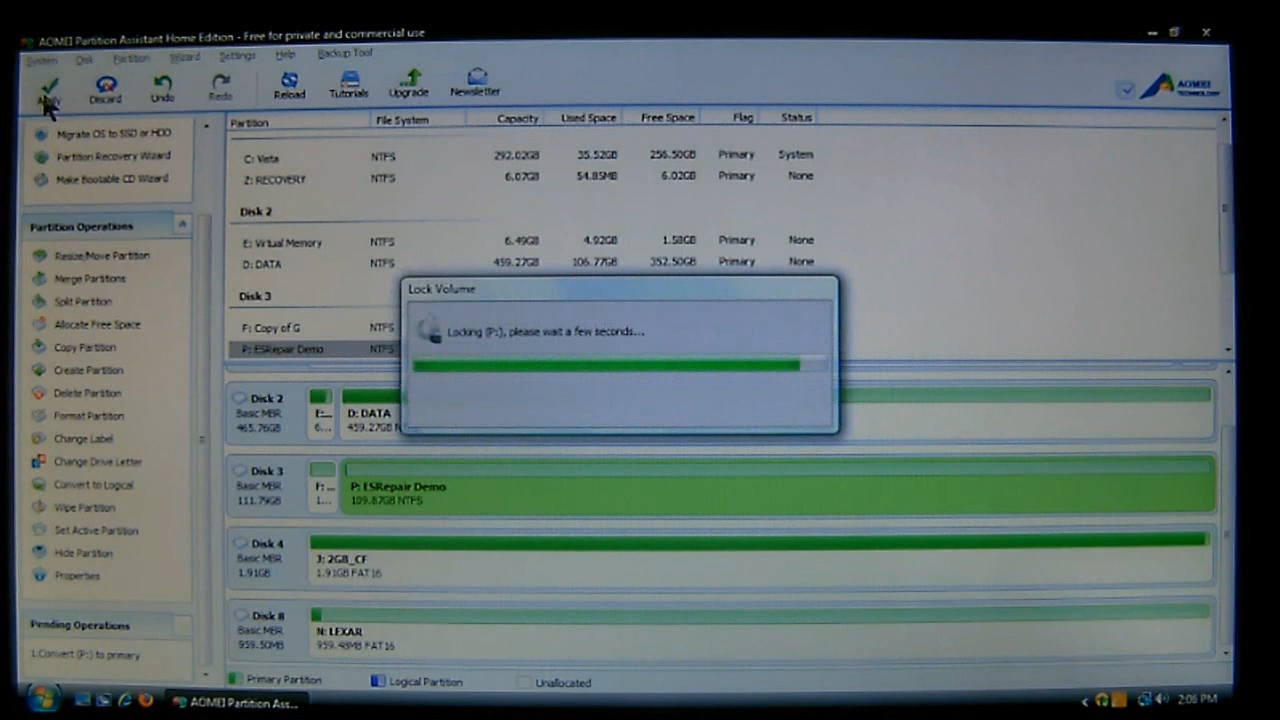 AOMEI Partition Assistant Home Edition - Free for private and commercial use
System Disk Partition Wizard Settings Help Backup Tool
Apply Discard Undo Redo Reload Tutorials Upgrade Newsletter
AOMEI
TECHNOLOGY
Migrate OS to SSD or HDD
Partition Recovery Wizard
Make Bootable CD Wizard
Partition Operations
Resize/Move Partition
Merge Partitions
Split Partition
Allocate Free Space
Copy Partition
Create Partition
Delete Partition
Format Partition
Change Label
Change Drive Letter
Convert to Logical
Wipe Partition
Set Active Partition
Hide Partition
Properties
Pending Operations
1.Convert (P:) to primary
Partition File System Capacity Used Space Free Space Flag Status
C: Vista NTFS 292.02GB 35.52GB 256.50GB Primary System
Z: RECOVERY NTFS 6.07GB 54.85MB 6.02GB Primary None
Disk 2
E: Virtual Memory NTFS 6.49GB 4.92GB 1.58GB Primary None
D: DATA NTFS 459.27GB 106.77GB 352.50GB Primary None
Disk 3
F: Copy of G NTFS
P: ESRepair Demo NTFS
Lock Volume
Locking (P:), please wait a few seconds...
Disk 2
Basic MBR
465.76GB
E:...
6...
D: DATA
459.27GB N
Disk 3
Basic MBR
111.79GB
F: ...
1...
P: ESRepair Demo
109.87GB NTFS
Disk 4
Basic MBR
1.91GB
J: 2GB_CF
1.91GB FAT16
Disk 8
Basic MBR
959.50MB
N: LEXAR
959.48MB FAT16
Primary Partition Logical Partition Unallocated
AOMEI Partition Ass...
2:06 PM